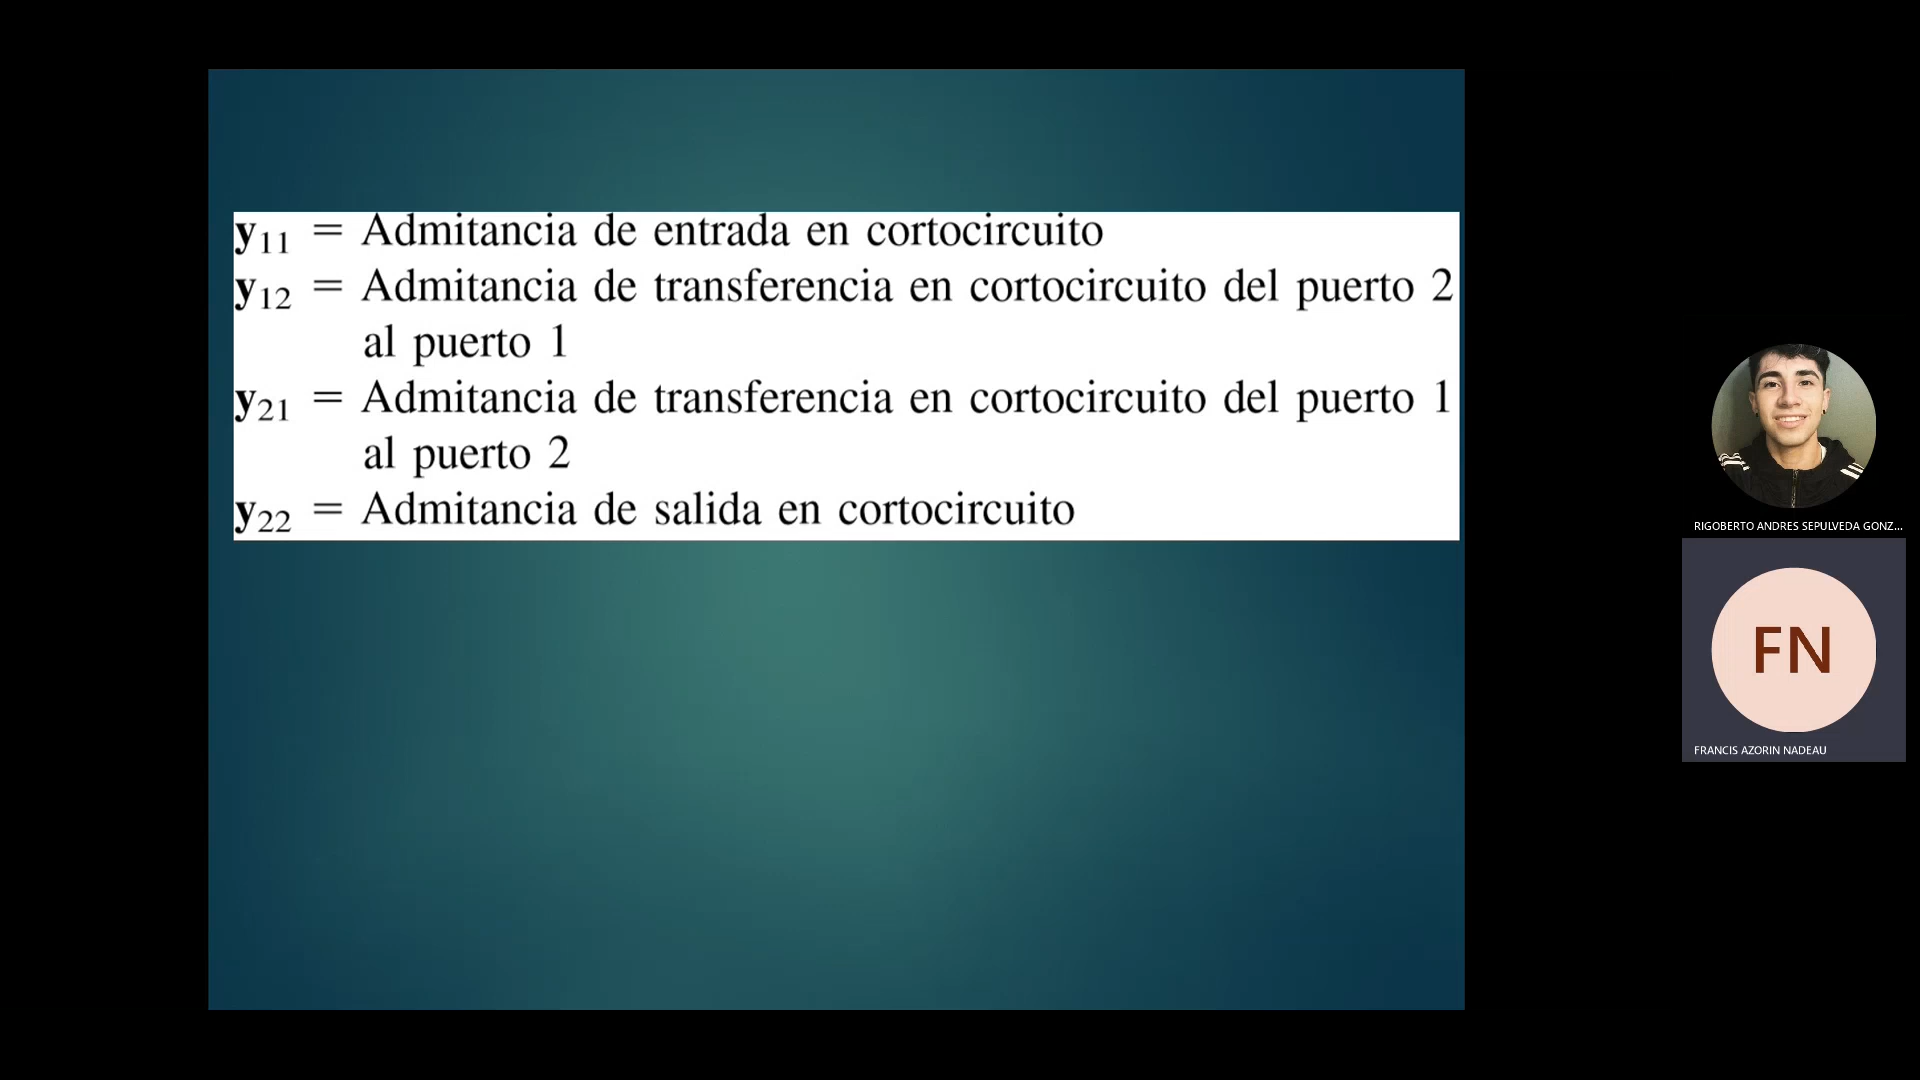 y11 = Admitancia de entrada en cortocircuito
y12 = Admitancia de transferencia en cortocircuito del puerto 2
al puerto 1
y21 = Admitancia de transferencia en cortocircuito del puerto 1
al puerto 2
y22 = Admitancia de salida en cortocircuito
RIGOBERTO ANDRES SEPULVEDA GONZ...
FN
FRANCIS AZORIN NADEAU